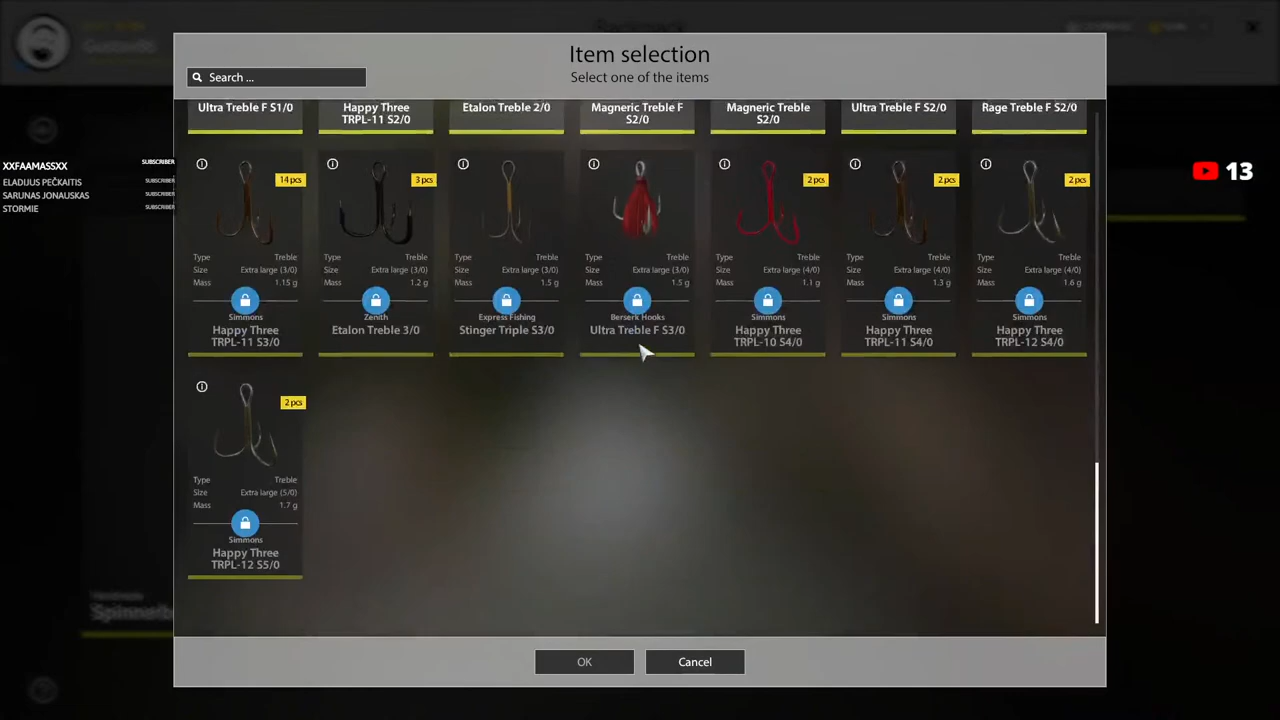 Item selection
Select one of the items
Search ...
Ultra Treble F S1/0
Happy Three
TRPL-11 S2/0
Etalon Treble 2/0
Magneric Treble F
S2/0
Magneric Treble
S2/0
Ultra Treble F S2/0
Rage Treble F S2/0
XXFAAMASSXX SUBSCRIBER
ELADIJUS PEČKAITIS SUBSCRIBER
SARUNAS JONAUSKAS SUBSCRIBER
STORMIE SUBSCRIBER
13
14 pcs
Type Treble
Size Extra large (3/0)
Mass 1.15 g
Simmons
Happy Three
TRPL-11 S3/0
3 pcs
Type Treble
Size Extra large (3/0)
Mass 1.2 g
Zenith
Etalon Treble 3/0
Type Treble
Size Extra large (3/0)
Mass 1.5 g
Express Fishing
Stinger Triple S3/0
Type Treble
Size Extra large (3/0)
Mass 1.5 g
Berserk Hooks
Ultra Treble F S3/0
2 pcs
Type Treble
Size Extra large (4/0)
Mass 1.1 g
Simmons
Happy Three
TRPL-10 S4/0
2 pcs
Type Treble
Size Extra large (4/0)
Mass 1.3 g
Simmons
Happy Three
TRPL-11 S4/0
2 pcs
Type Treble
Size Extra large (4/0)
Mass 1.6 g
Simmons
Happy Three
TRPL-12 S4/0
2 pcs
Type Treble
Size Extra large (5/0)
Mass 1.7 g
Simmons
Happy Three
TRPL-12 S5/0
OK
Cancel